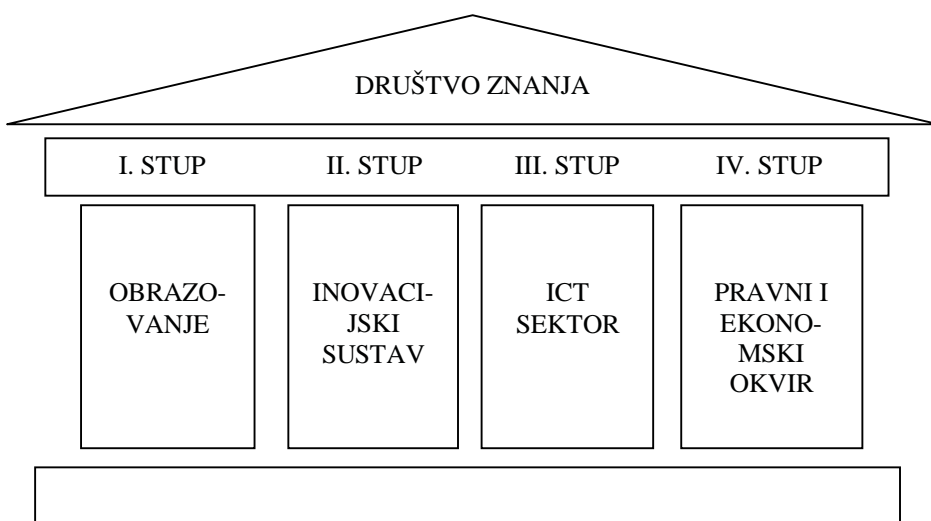 DRUŠTVO ZNANJA
I. STUP
II. STUP
III. STUP
IV. STUP
OBRAZO-
VANJE
INOVACI-
JSKI
SUSTAV
ICT
SEKTOR
PRAVNI I
EKONO-
MSKI
OKVIR